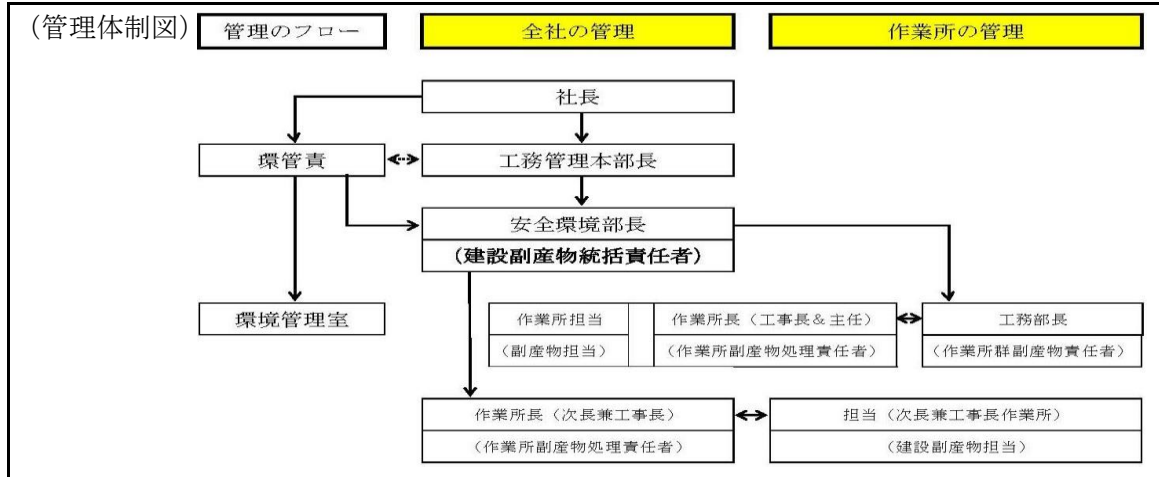 （管理体制図）
管理のフロー
全社の管理
作業所の管理
社長
環管責
工務管理本部長
安全環境部長
（建設副産物統括責任者）
環境管理室
作業所担当
（副産物担当）
作業所長（工事長＆主任）
（作業所副産物処理責任者）
工務部長
（作業所群副産物責任者）
作業所長（次長兼工事長）
（作業所副産物処理責任者）
担当（次長兼工事長作業所）
（建設副産物担当）